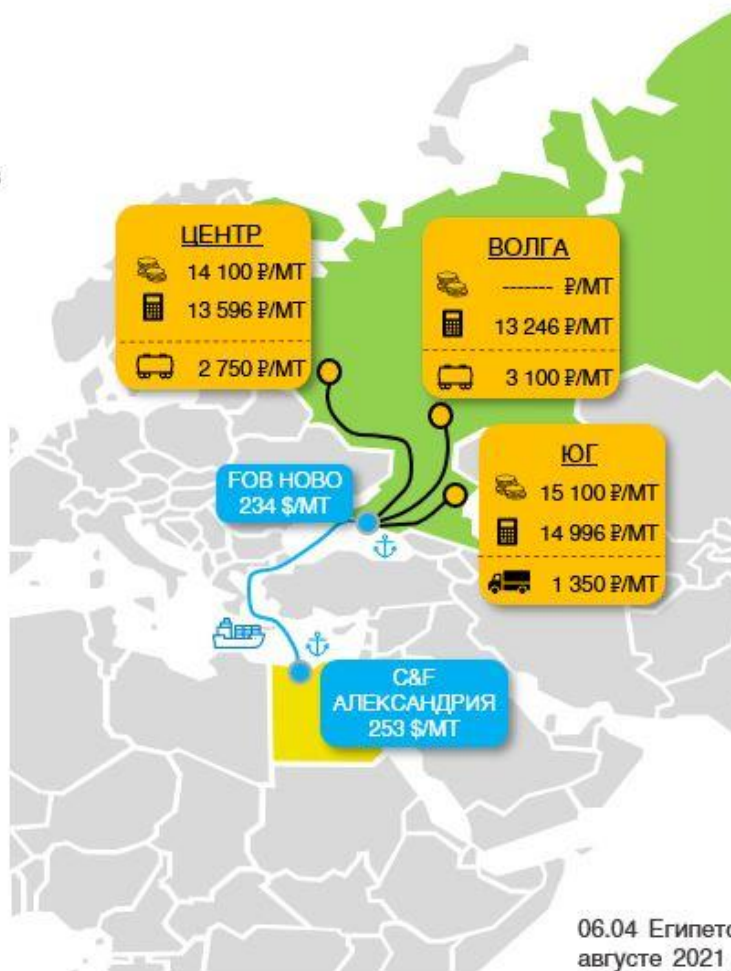 ЦЕНТР
14 100 ₽/МТ
13 596 ₽/МТ
2 750 ₽/МТ
ВОЛГА
------- ₽/МТ
13 246 ₽/МТ
3 100 ₽/МТ
ЮГ
15 100 ₽/МТ
14 996 ₽/МТ
1 350 ₽/МТ
FOB НОВО
234 $/МТ
C&F
АЛЕКСАНДРИЯ
253 $/МТ
06.04
августе 2021